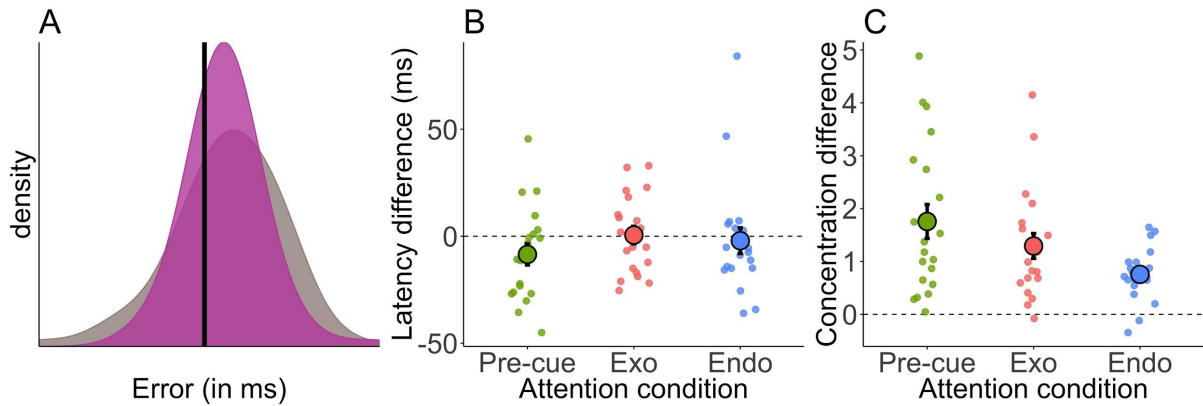 A
density
Error (in ms)
B
Latency difference (ms)
50
0
-50
Pre-cue Exo Endo
Attention condition
C
Concentration difference
5
4
3
2
1
0
Pre-cue Exo Endo
Attention condition